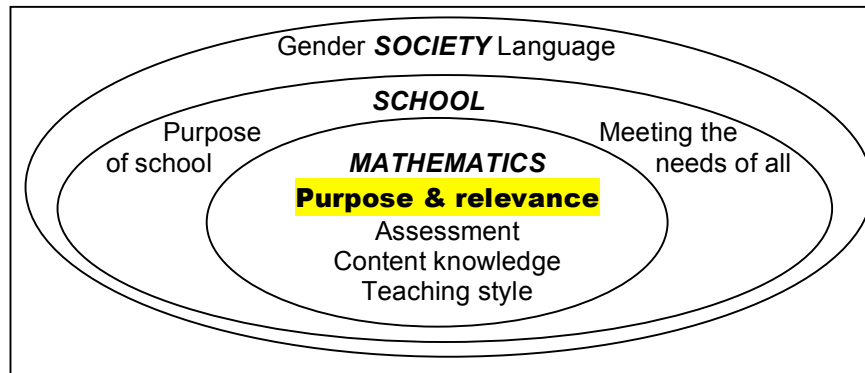 Gender SOCIETY Language
SCHOOL
Purpose
of school
Meeting the
needs of all
MATHEMATICS
Purpose & relevance
Assessment
Content knowledge
Teaching style